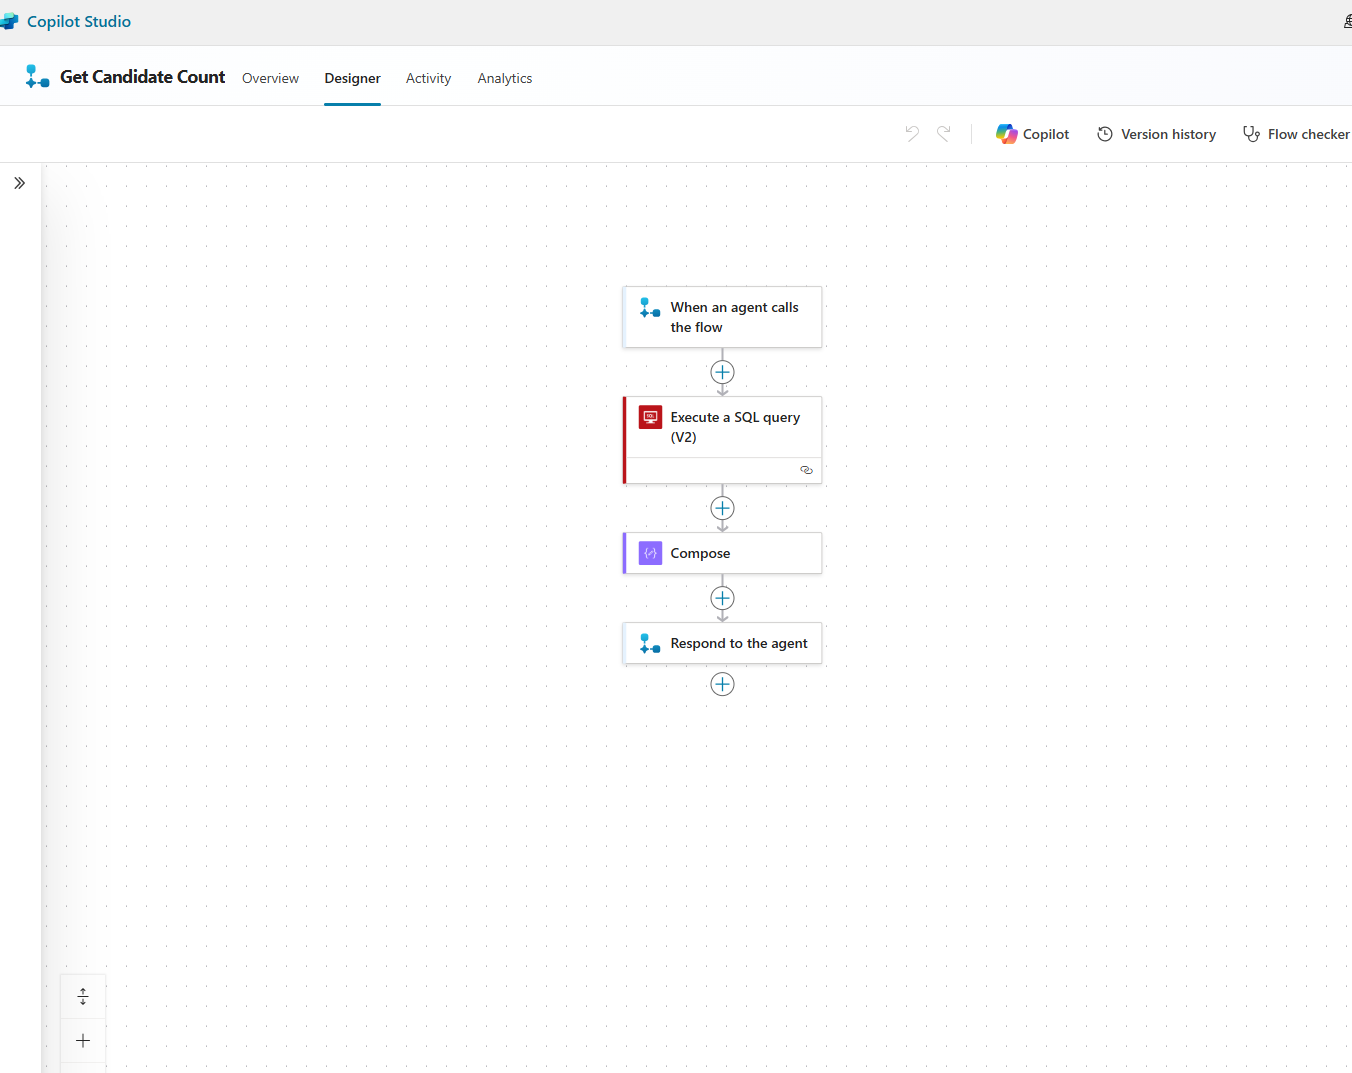 Copilot Studio
Get Candidate Count
Overview
Designer
Activity
Analytics
Copilot
Version history
Flow checker
When an agent calls
the flow
SQL
Execute a SQL query
(V2)
Compose
Respond to the agent